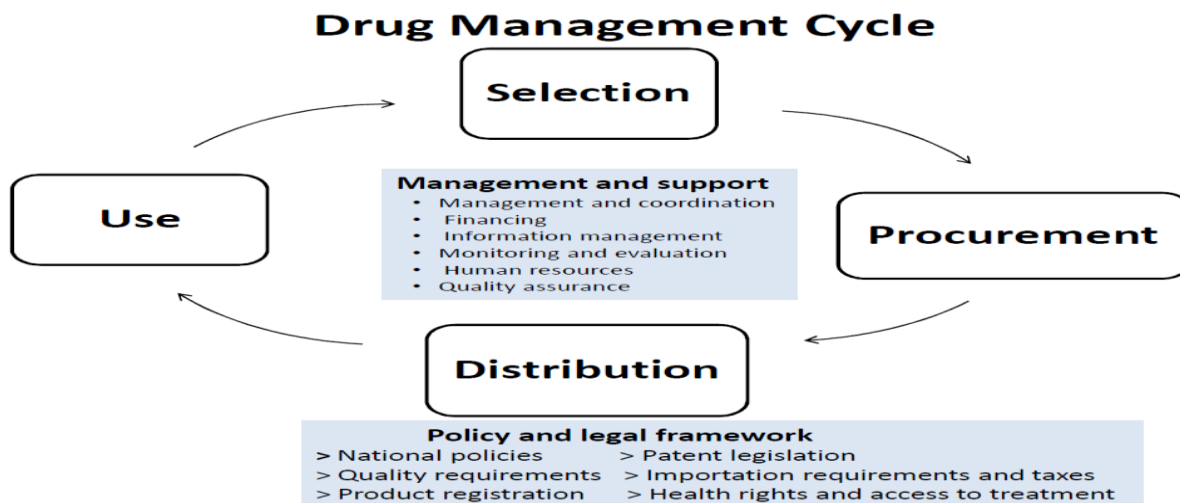 Drug Management Cycle
Selection
Use
Procurement
Management and support
• Management and coordination
• Financing
• Information management
• Monitoring and evaluation
• Human resources
• Quality assurance
Distribution
Policy and legal framework
> National policies > Patent legislation
> Quality requirements > Importation requirements and taxes
> Product registration > Health rights and access to treatment